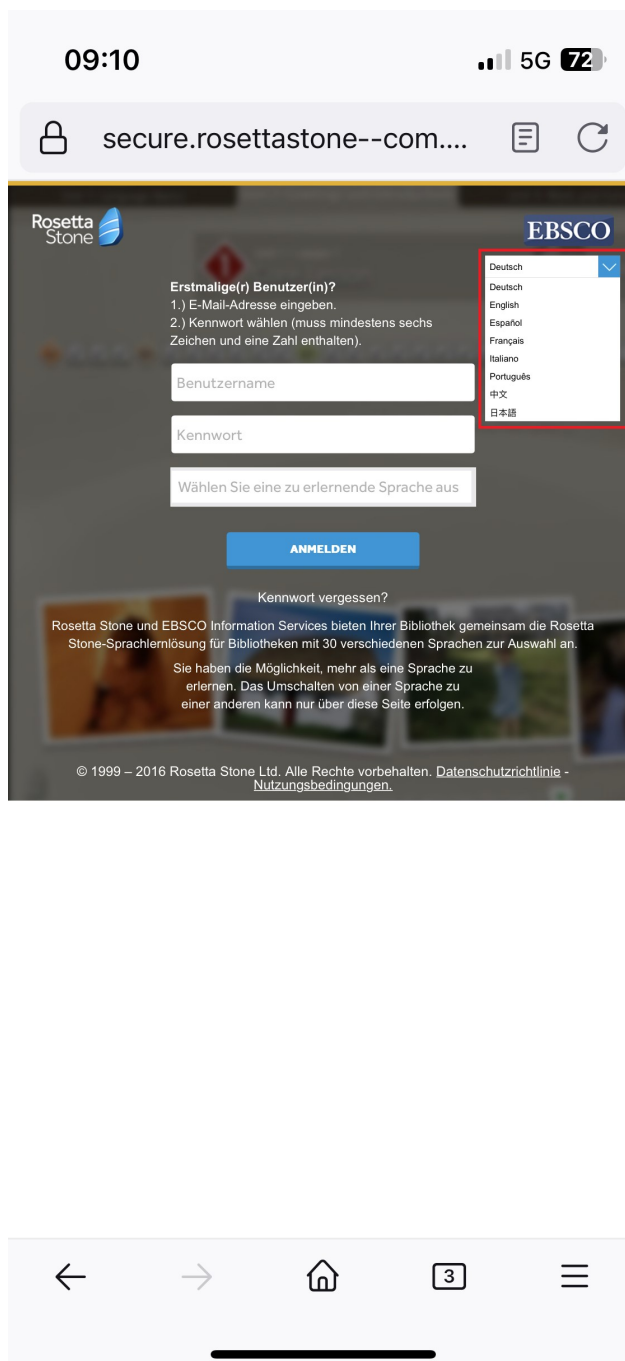 09:10
5G 72
secure.rosettastone--com....
Rosetta
Stone
EBSCO
Deutsch
Deutsch
English
Español
Français
Italiano
Português
中文
日本語
Erstmalige(r) Benutzer(in)?
1.) E-Mail-Adresse eingeben.
2.) Kennwort wählen (muss mindestens sechs
Zeichen und eine Zahl enthalten).
Benutzername
Kennwort
Wählen Sie eine zu erlernende Sprache aus
ANMELDEN
Kennwort vergessen?
Rosetta Stone und EBSCO Information Services bieten Ihrer Bibliothek gemeinsam die Rosetta
Stone-Sprachlernlösung für Bibliotheken mit 30 verschiedenen Sprachen zur Auswahl an.
Sie haben die Möglichkeit, mehr als eine Sprache zu
erlernen. Das Umschalten von einer Sprache zu
einer anderen kann nur über diese Seite erfolgen.
© 1999 – 2016 Rosetta Stone Ltd. Alle Rechte vorbehalten. Datenschutzrichtlinie -
Nutzungsbedingungen.
3